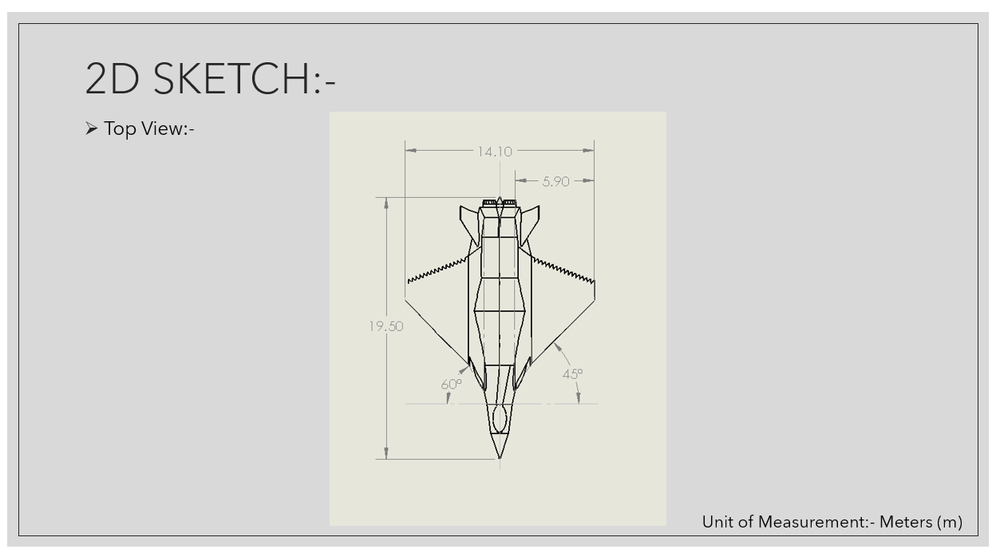 2D SKETCH:-
➢ Top View:-
14.10
5.90
19.50
45°
60°
Unit of Measurement:- Meters (m)